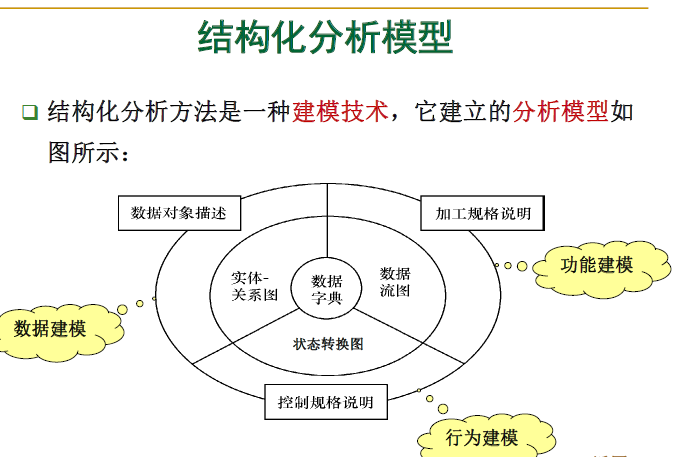 结构化分析模型
结构化分析方法是一种建模技术，它建立的分析模型如
图所示：
数据对象描述
加工规格说明
实体-
关系图
数据
字典
数据
流图
功能建模
数据建模
状态转换图
控制规格说明
行为建模